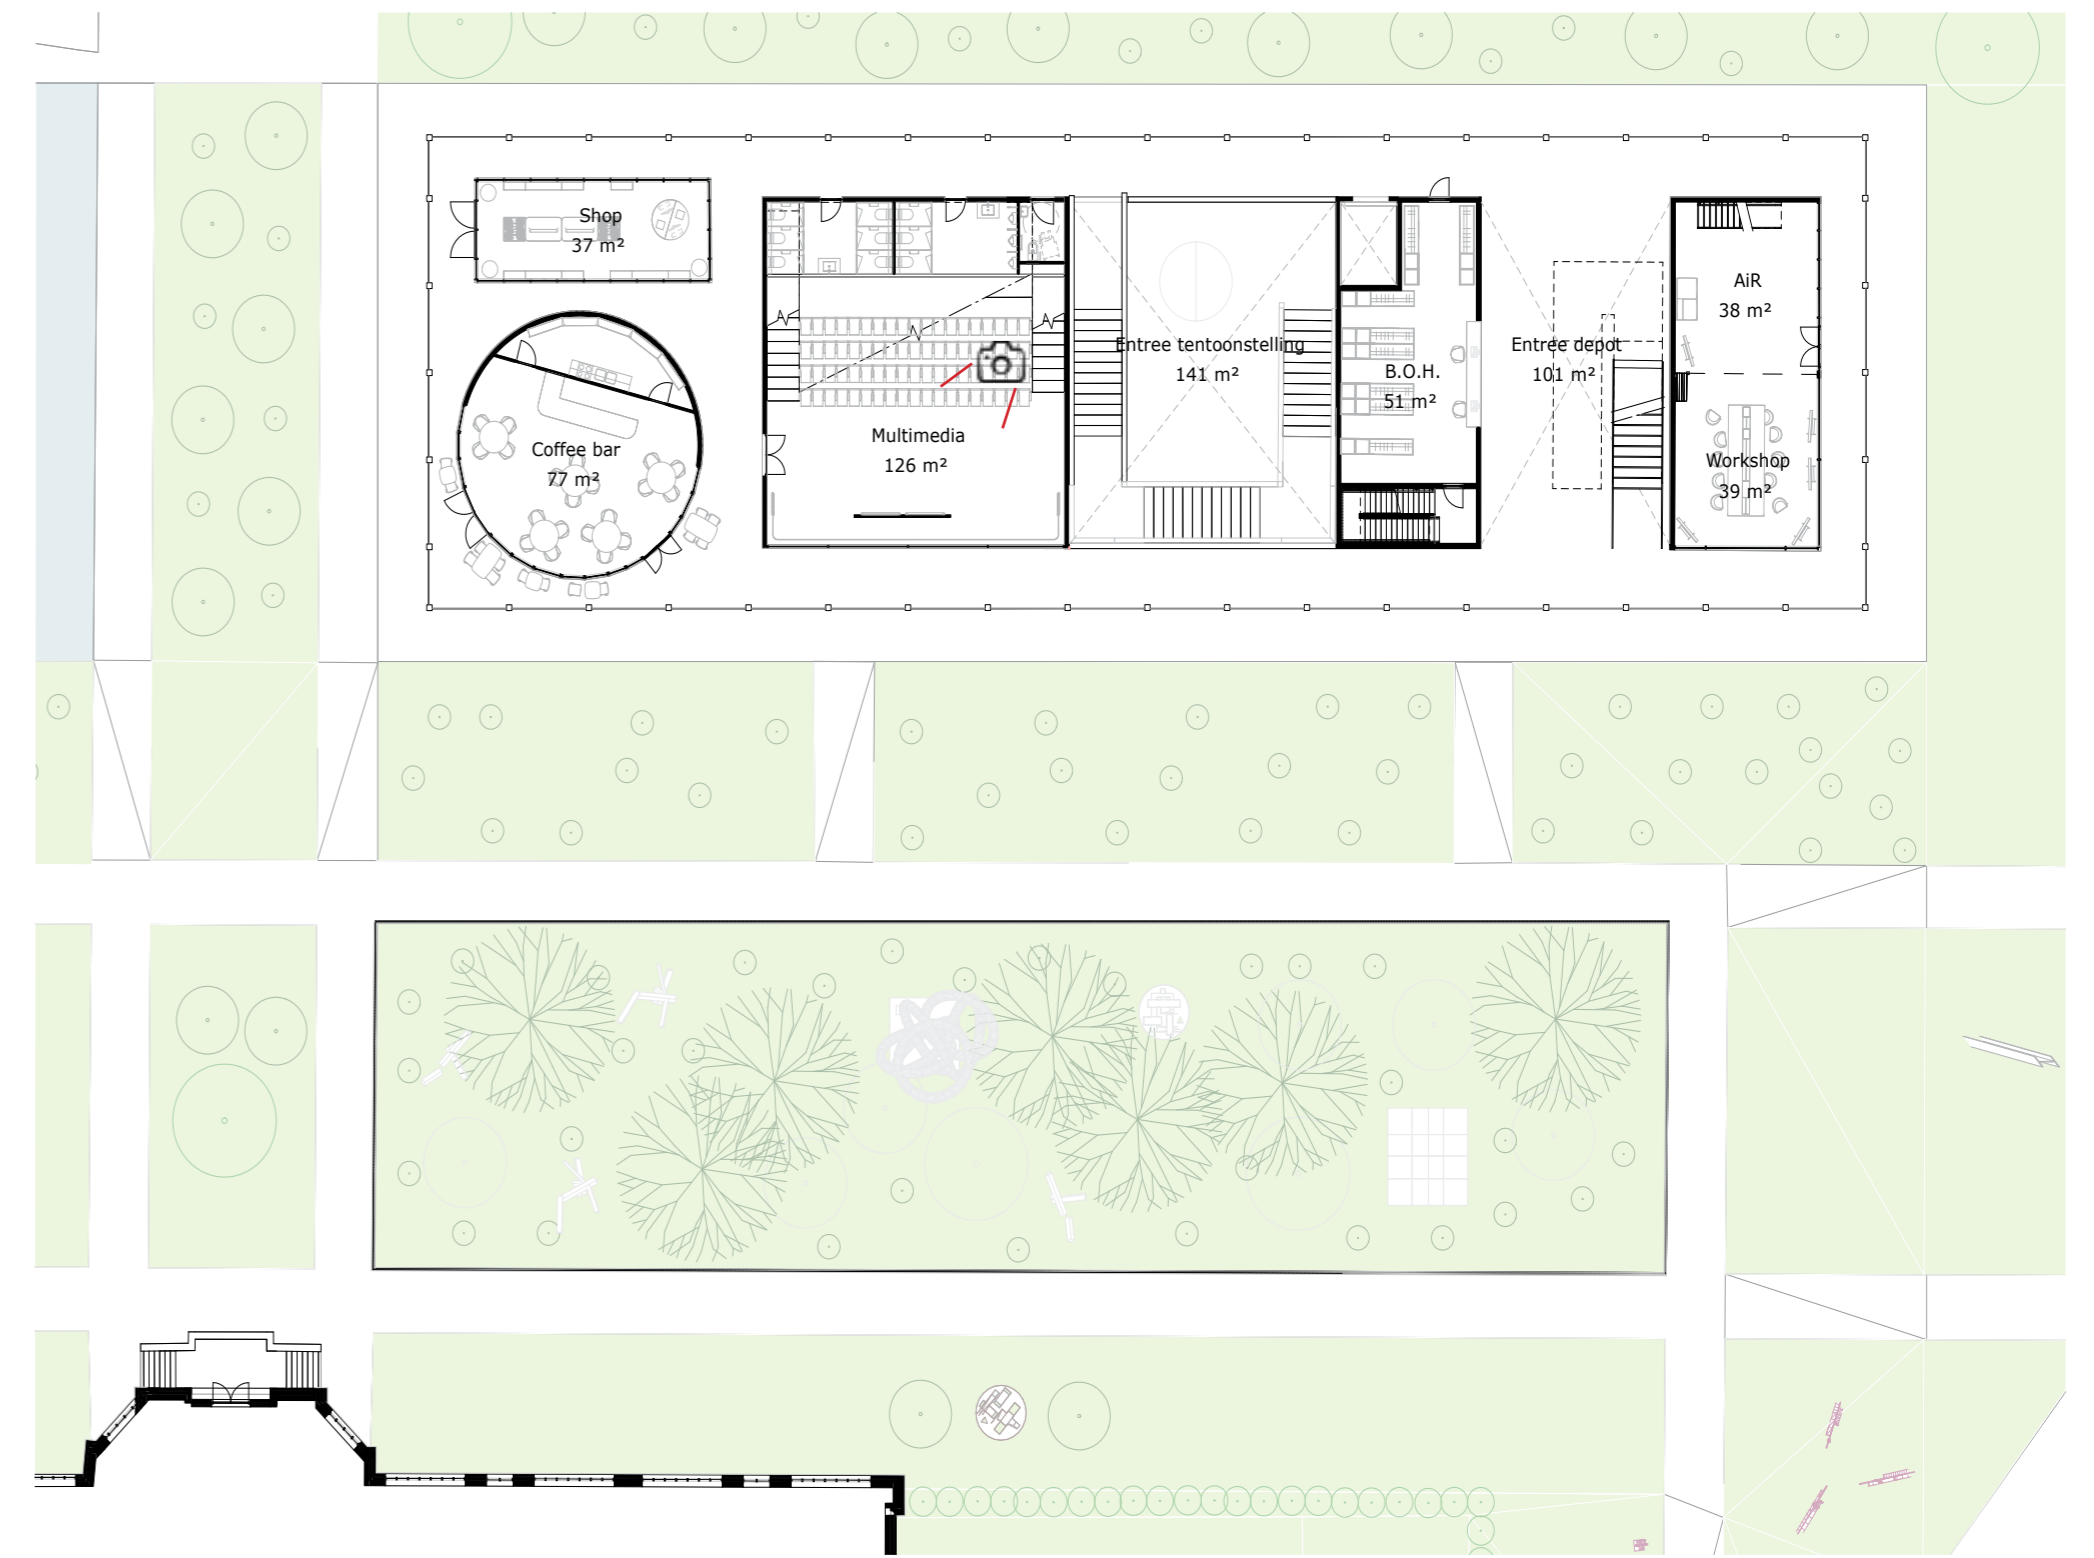 Shop
37 m²
Coffee bar
77 m²
Multimedia
126 m²
Entree tentoonstelling
141 m²
B.O.H.
51 m²
Entree depot
101 m²
AiR
38 m²
Workshop
39 m²